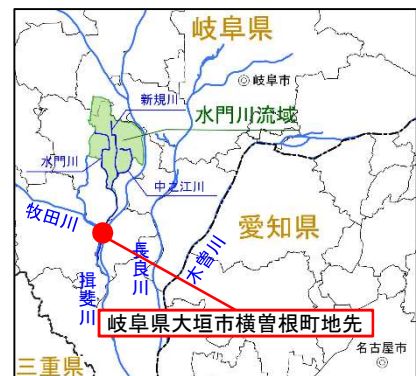 岐阜県
◎岐阜市
新規川
水門川流域
水門川
中之江川
牧田川
愛知県
長良川
木曽川
揖斐川
岐阜県大垣市横曽根町地先
名古屋市
◎
三重県